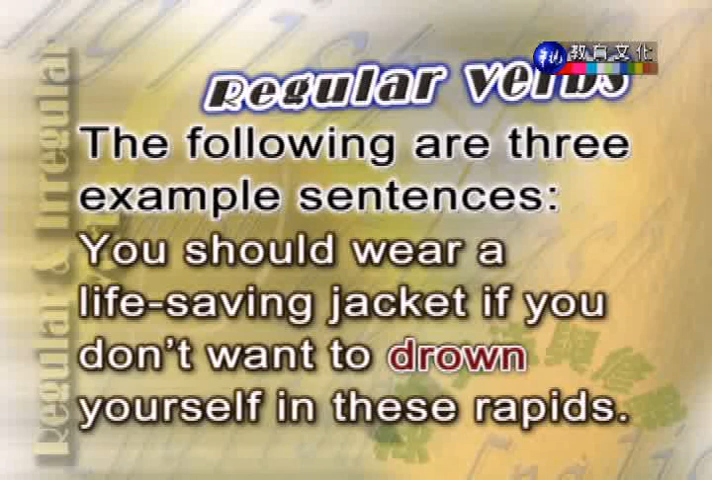 教育文化
Regular verbs
The following are three
example sentences:
You should wear a
life-saving jacket if you
don't want to drown
yourself in these rapids.
Regular & Irregular